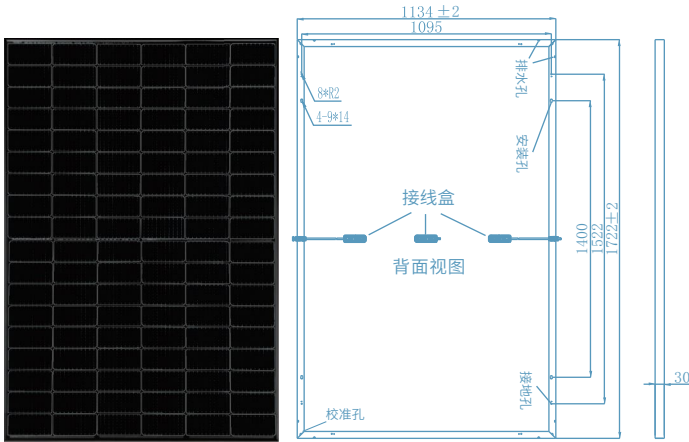 1134±2
1095
排水孔
8*R2
4-9*14
安装孔
接线盒
1400
1522
1722±2
背面视图
接地孔
30
校准孔